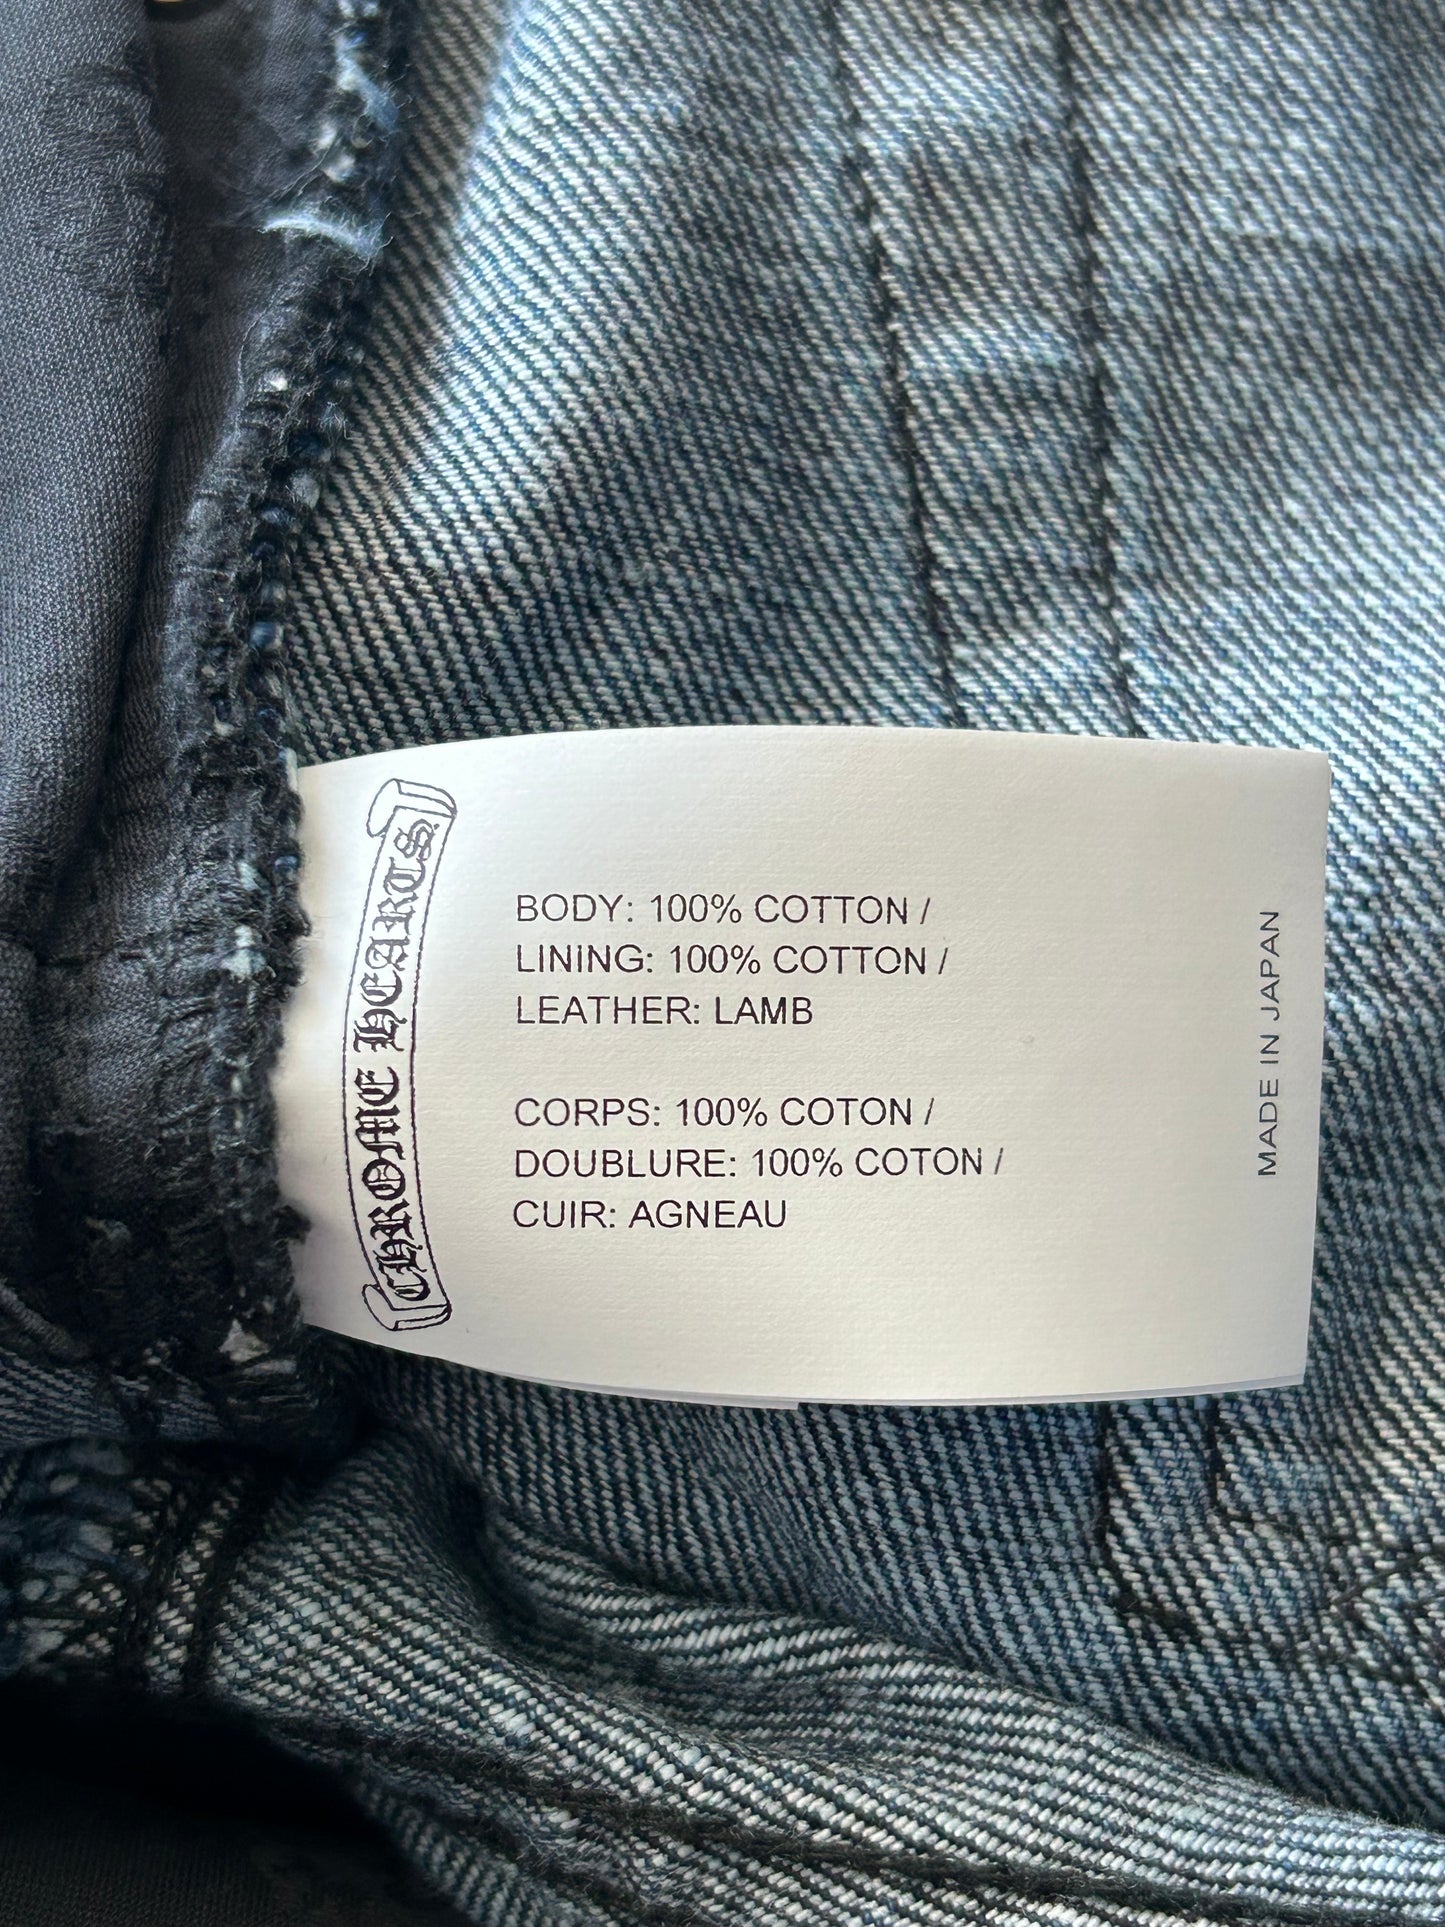 CHROME HEARTS
BODY: 100% COTTON /
LINING: 100% COTTON /
LEATHER: LAMB
CORPS: 100% COTON /
DOUBLURE: 100% COTON /
CUIR: AGNEAU
MADE IN JAPAN